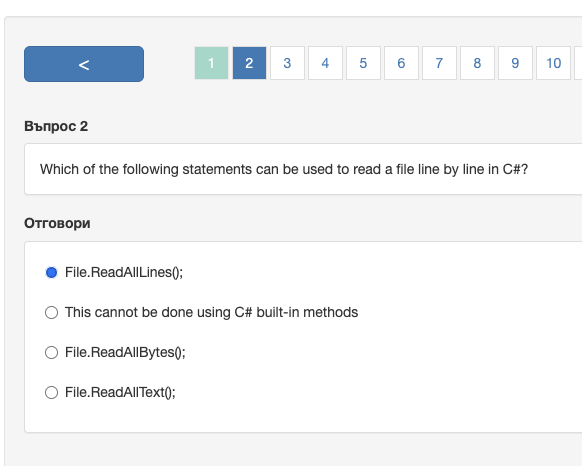 <
1 2 3 4 5 6 7 8 9 10
Въпрос 2
Which of the following statements can be used to read a file line by line in C#?
Отговори
File.ReadAllLines();
This cannot be done using C# built-in methods
File.ReadAllBytes();
File.ReadAllText();